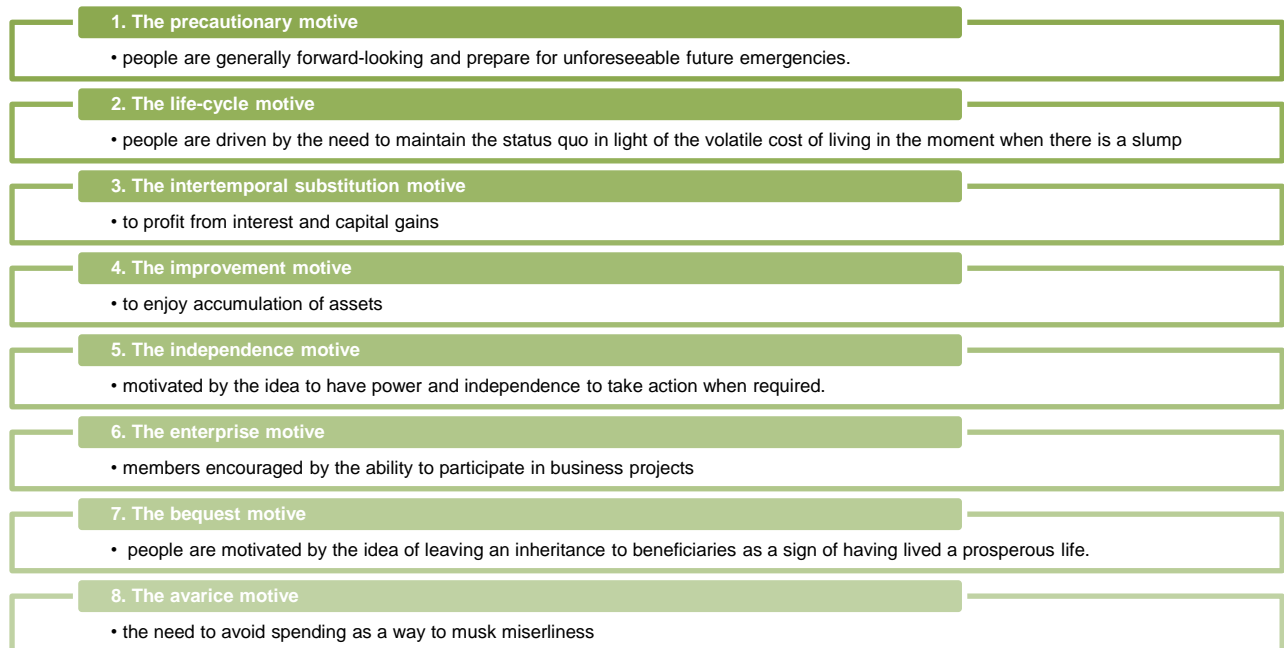 1. The precautionary motive
• people are generally forward-looking and prepare for unforeseeable future emergencies.
2. The life-cycle motive
• people are driven by the need to maintain the status quo in light of the volatile cost of living in the moment when there is a slump
3. The intertemporal substitution motive
• to profit from interest and capital gains
4. The improvement motive
• to enjoy accumulation of assets
5. The independence motive
• motivated by the idea to have power and independence to take action when required.
6. The enterprise motive
• members encouraged by the ability to participate in business projects
7. The bequest motive
• people are motivated by the idea of leaving an inheritance to beneficiaries as a sign of having lived a prosperous life.
8. The avarice motive
• the need to avoid spending as a way to musk miserliness